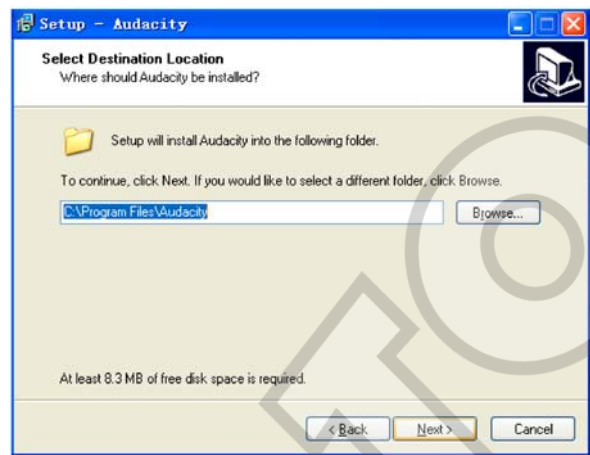 Setup - Audacity
Select Destination Location
Where should Audacity be installed?
Setup will install Audacity into the following folder.
To continue, click Next. If you would like to select a different folder, click Browse.
C:\Program Files\Audacity
Browse...
At least 8.3 MB of free disk space is required.
< Back
Next >
Cancel